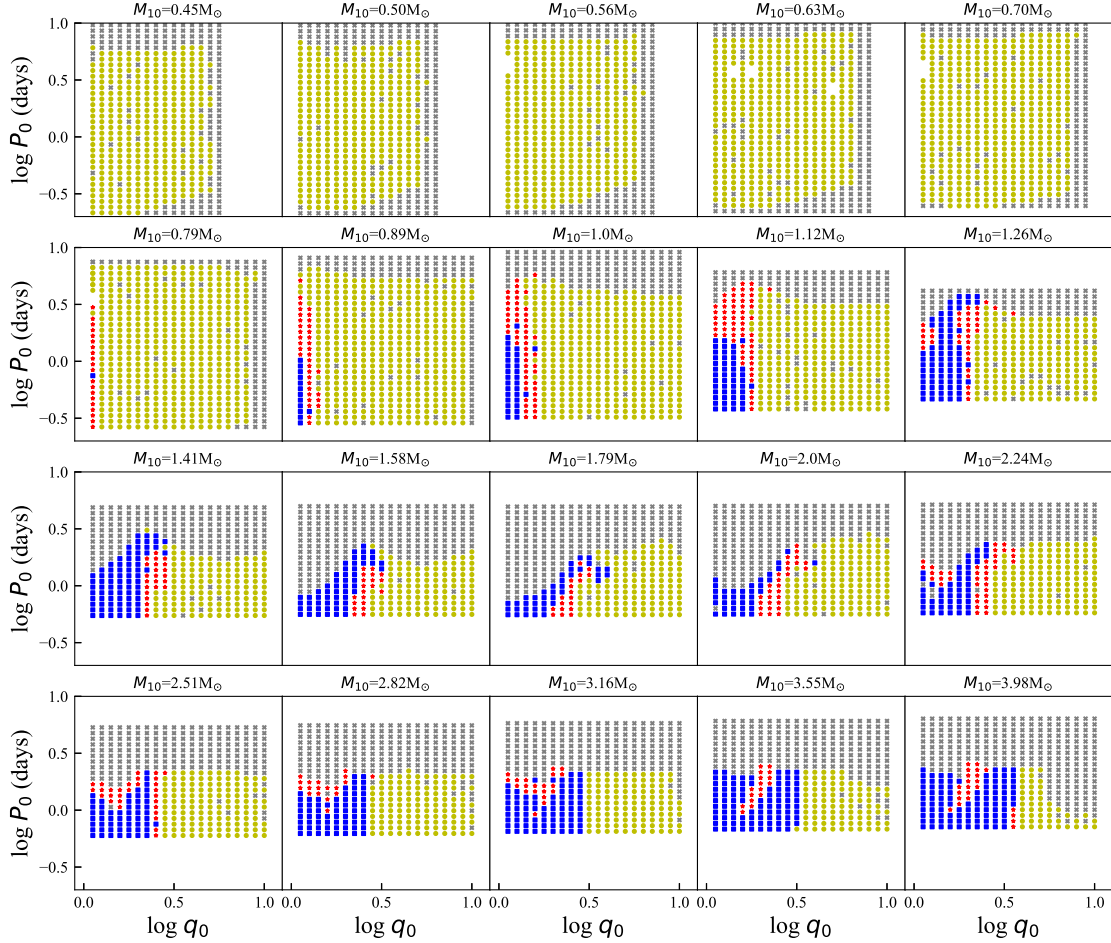 M₁₀=0.45M☉ M₁₀=0.50M☉ M₁₀=0.56M☉ M₁₀=0.63M☉ M₁₀=0.70M☉
1.0
0.5
0.0
−0.5
log P₀ (days)
M₁₀=0.79M☉ M₁₀=0.89M☉ M₁₀=1.0M☉ M₁₀=1.12M☉ M₁₀=1.26M☉
1.0
0.5
0.0
−0.5
log P₀ (days)
M₁₀=1.41M☉ M₁₀=1.58M☉ M₁₀=1.79M☉ M₁₀=2.0M☉ M₁₀=2.24M☉
1.0
0.5
0.0
−0.5
log P₀ (days)
M₁₀=2.51M☉ M₁₀=2.82M☉ M₁₀=3.16M☉ M₁₀=3.55M☉ M₁₀=3.98M☉
1.0
0.5
0.0
−0.5
log P₀ (days)
0.0 0.5 1.0 0.0 0.5 1.0 0.0 0.5 1.0 0.0 0.5 1.0 0.0 0.5 1.0
log q₀ log q₀ log q₀ log q₀ log q₀